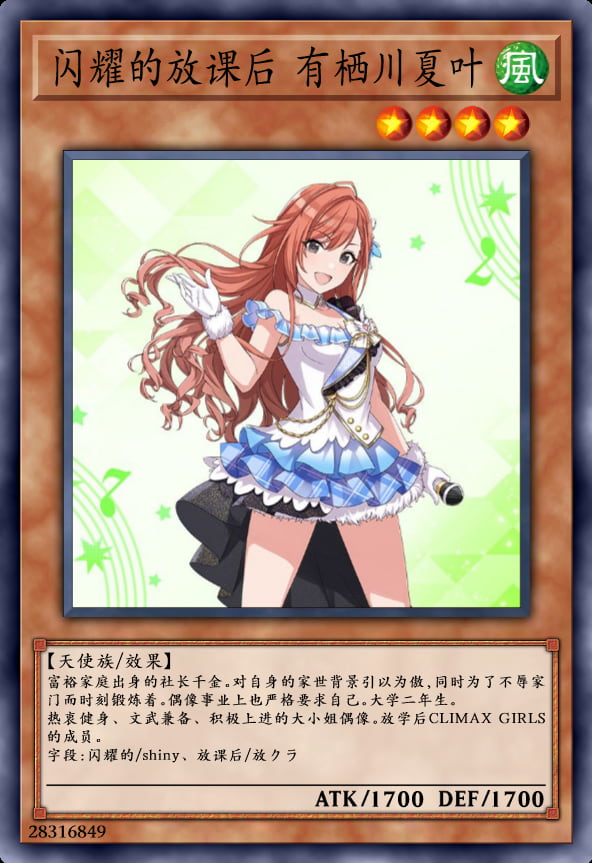 闪耀的放课后 有栖川夏叶
風
【天使族/效果】
富裕家庭出身的社长千金。对自身的家世背景引以为傲,同时为了不辱家
门而时刻锻炼着。偶像事业上也严格要求自己。大学二年生。
热衷健身、文武兼备、积极上进的大小姐偶像。放学后CLIMAX GIRLS
的成员。
字段:闪耀的/shiny、放课后/放クラ
ATK/1700 DEF/1700
28316849